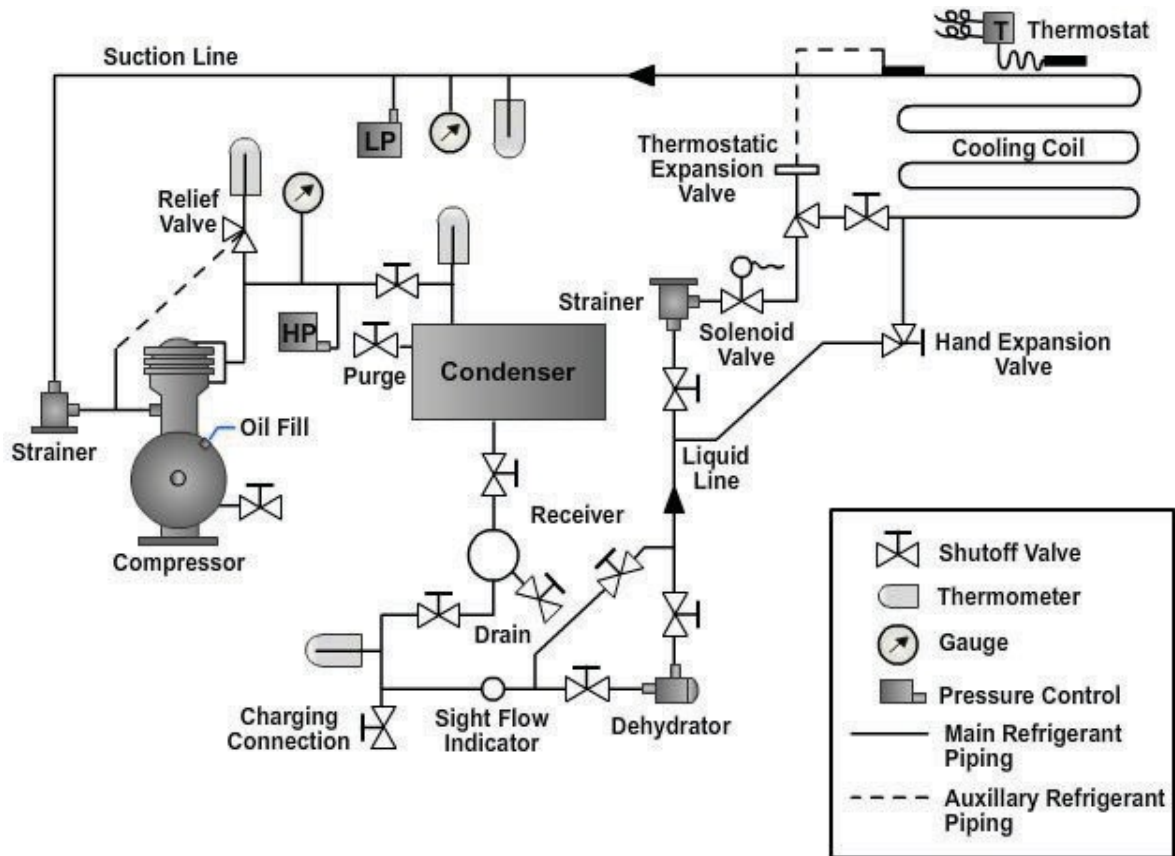 Suction Line
T
Thermostat
LP
Thermostatic
Expansion
Valve
Cooling Coil
Relief
Valve
HP
Purge
Condenser
Strainer
Solenoid
Valve
Hand Expansion
Valve
Strainer
Oil Fill
Compressor
Liquid
Line
Receiver
Drain
Charging
Connection
Sight Flow
Indicator
Dehydrator
Shutoff Valve
Thermometer
Gauge
Pressure Control
Main Refrigerant
Piping
Auxillary Refrigerant
Piping